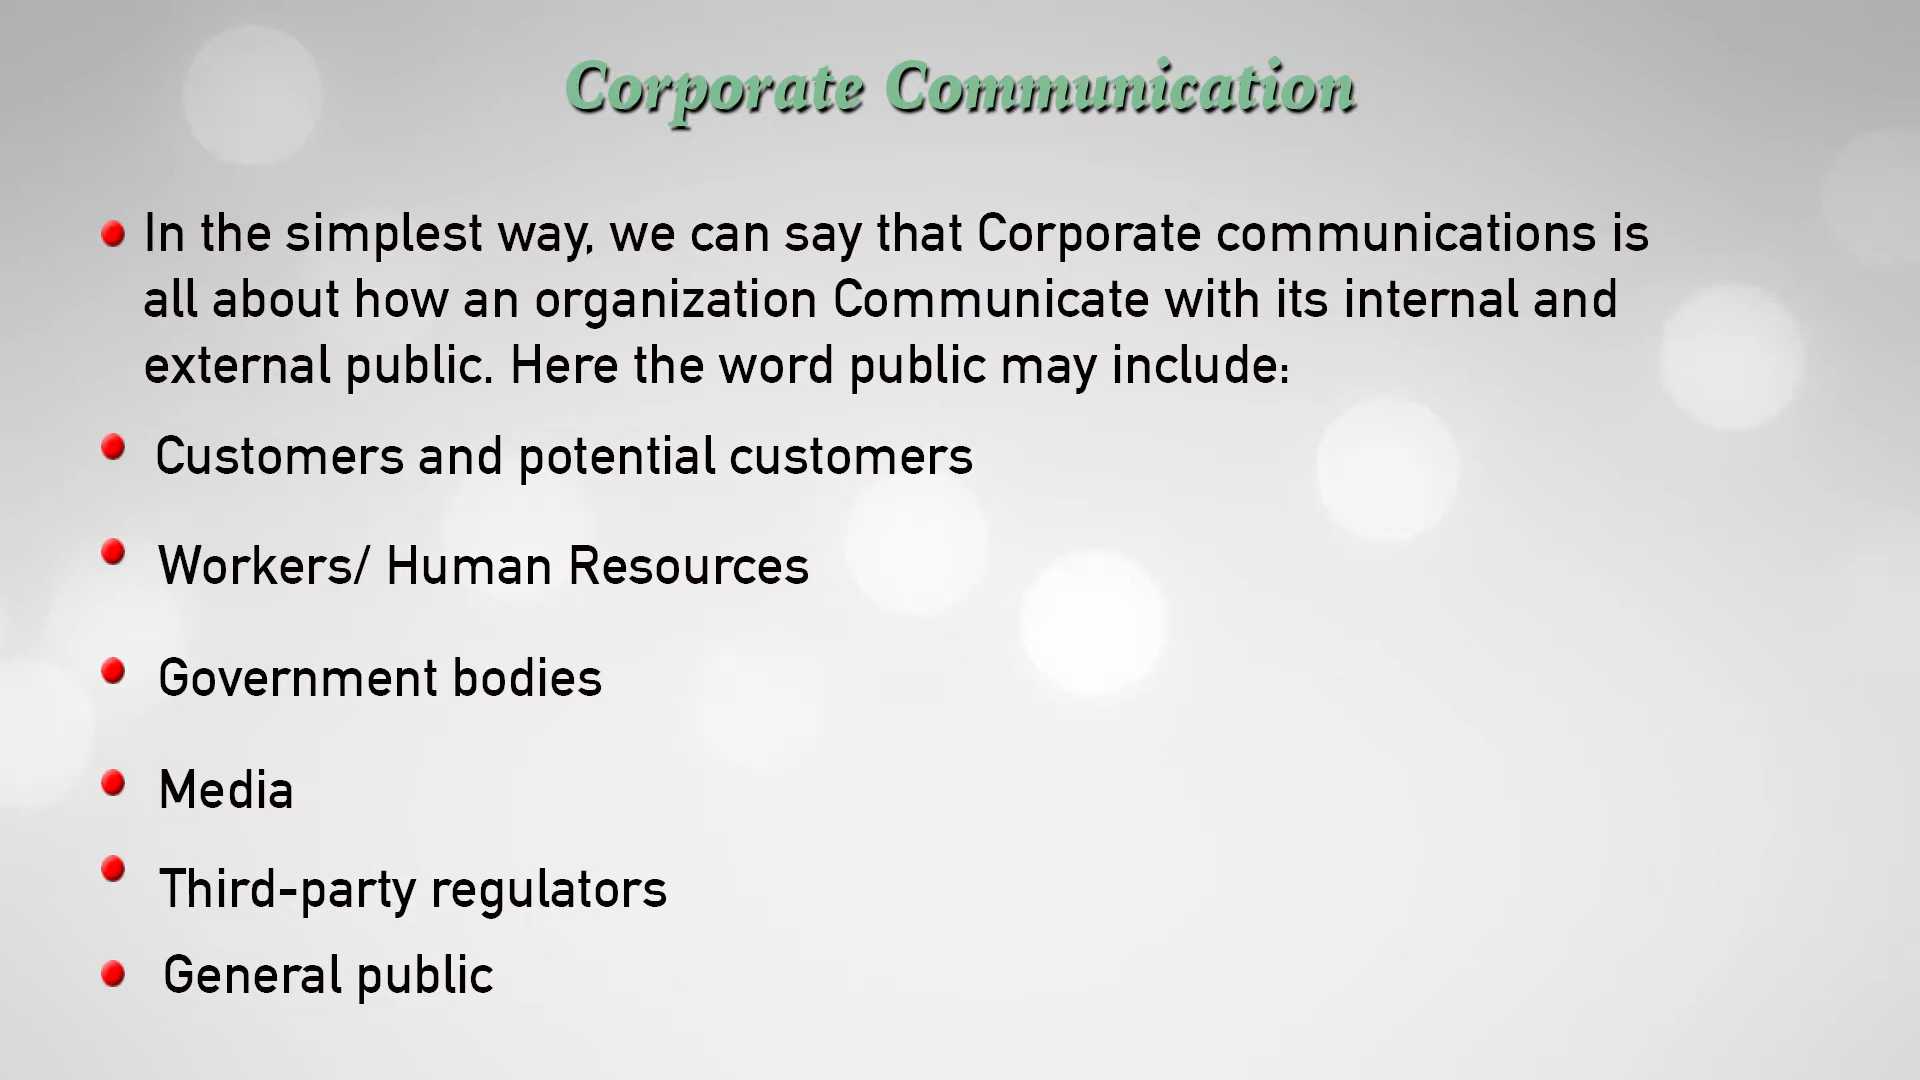 Corporate Communication
In the simplest way, we can say that Corporate communications is
all about how an organization Communicate with its internal and
external public. Here the word public may include:
Customers and potential customers
Workers/ Human Resources
Government bodies
Media
Third-party regulators
General public